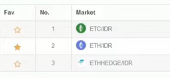 Fav No. Market
1 ETC/IDR
2 ETH/IDR
3 ETHHEDGE/IDR